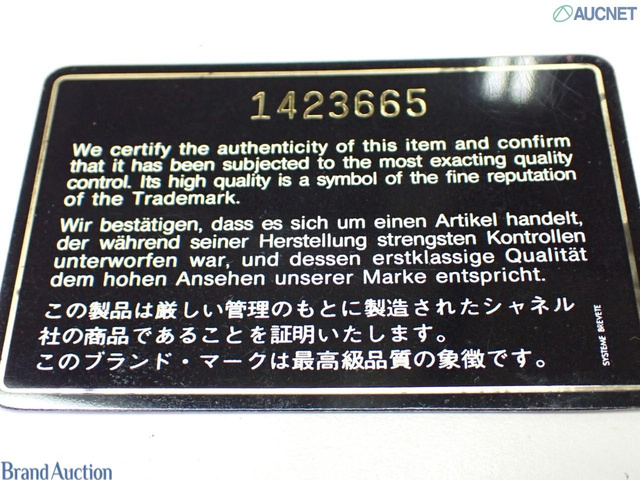 AUCNET
1423665
We certify the authenticity of this item and confirm
that it has been subjected to the most exacting quality
control. Its high quality is a symbol of the fine reputation
of the Trademark.
Wir bestätigen, dass es sich um einen Artikel handelt,
der während seiner Herstellung strengsten Kontrollen
unterworfen war, und dessen erstklassige Qualität
dem hohen Ansehen unserer Marke entspricht.
この製品は厳しい管理のもとに製造されたシャネル
社の商品であることを証明いたします。
このブランド・マークは最高級品質の象徴です。
SYSTEME BREVETE
Brand Auction